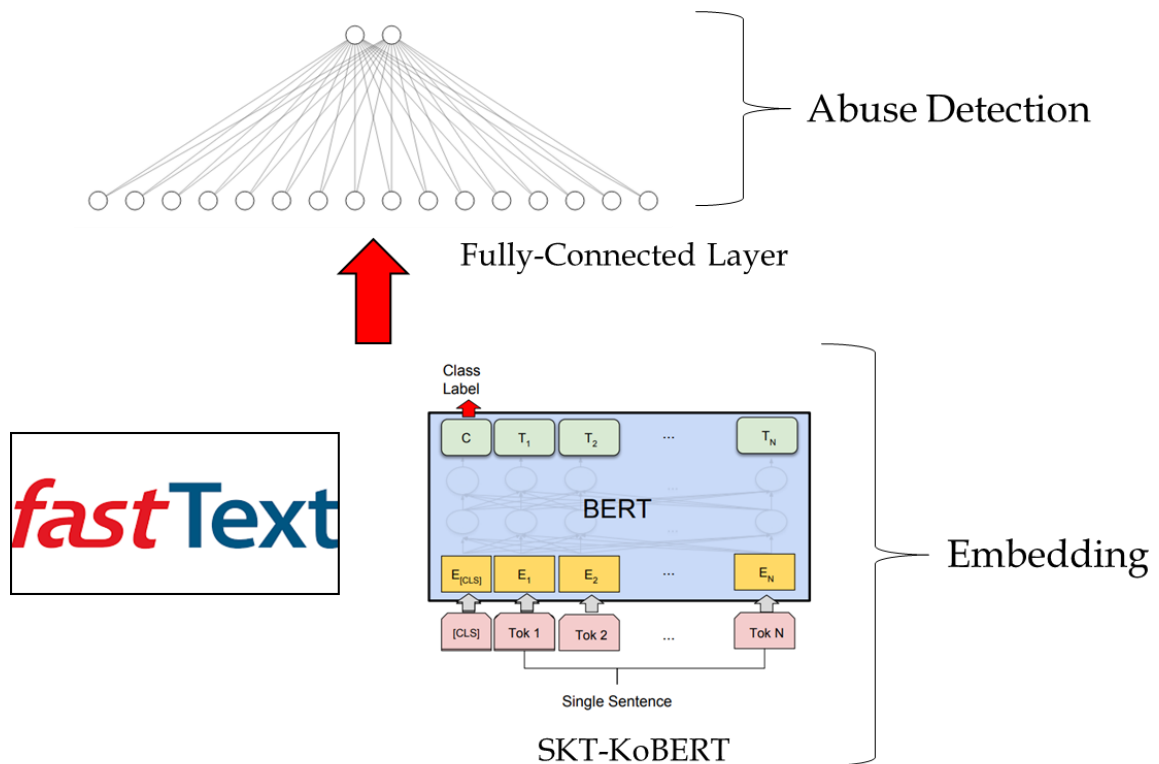 Abuse Detection
Fully-Connected Layer
Class
Label
C T1 T2 ... TN
BERT
fastText
E[CLS] E1 E2 ... EN
[CLS] Tok 1 Tok 2 ... Tok N
Single Sentence
SKT-KoBERT
Embedding